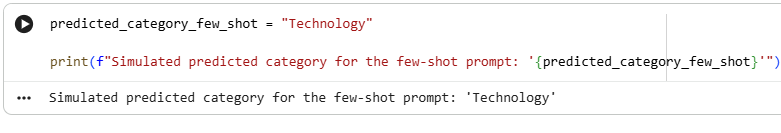 predicted_category_few_shot = "Technology"
print(f"Simulated predicted category for the few-shot prompt: '{predicted_category_few_shot}'")
Simulated predicted category for the few-shot prompt: 'Technology'